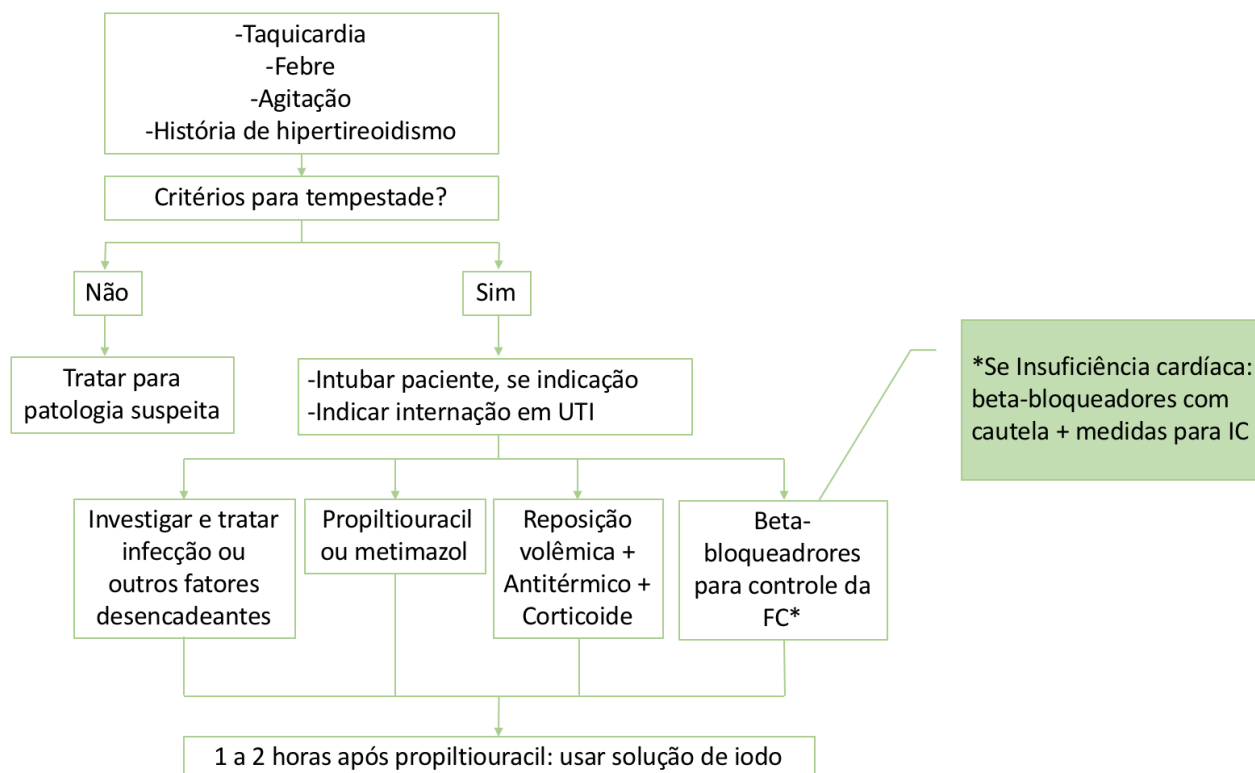 -Taquicardia
-Febre
-Agitação
-História de hipertireoidismo
Critérios para tempestade?
Não
Sim
Tratar para
patologia suspeita
-Intubar paciente, se indicação
-Indicar internação em UTI
*Se Insuficiência cardíaca:
beta-bloqueadores com
cautela + medidas para IC
Investigar e tratar
infecção ou
outros fatores
desencadeantes
Propiltiouracil
ou metimazol
Reposição
volêmica +
Antitérmico +
Corticoide
Beta-
bloqueadrores
para controle da
FC*
1 a 2 horas após propiltiouracil: usar solução de iodo